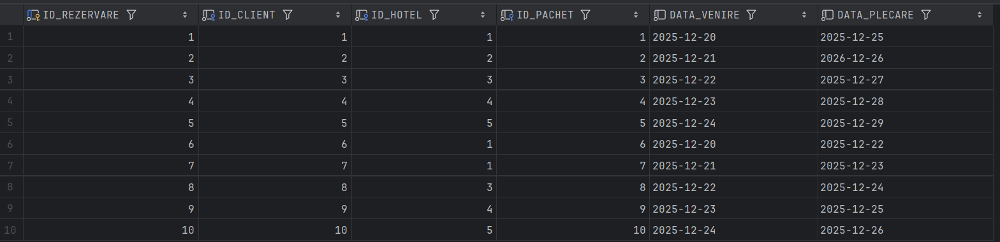 ID_REZERVARE ID_CLIENT ID_HOTEL ID_PACHET DATA_VENIRE DATA_PLECARE
1 1 1 1 1 2025-12-20 2025-12-25
2 2 2 2 2 2025-12-21 2026-12-26
3 3 3 3 3 2025-12-22 2025-12-27
4 4 4 4 4 2025-12-23 2025-12-28
5 5 5 5 5 2025-12-24 2025-12-29
6 6 6 1 6 2025-12-20 2025-12-22
7 7 7 1 7 2025-12-21 2025-12-23
8 8 8 3 8 2025-12-22 2025-12-24
9 9 9 4 9 2025-12-23 2025-12-25
10 10 10 5 10 2025-12-24 2025-12-26